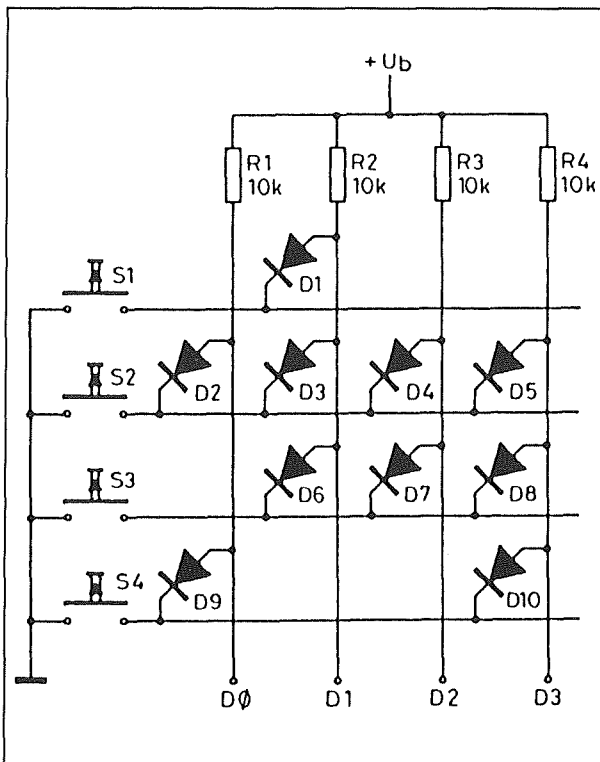 +Ub
R1 R2 R3 R4
10k 10k 10k 10k
D1
S1
S2
D2 D3 D4 D5
S3
D6 D7 D8
S4
D9 D10
DØ D1 D2 D3